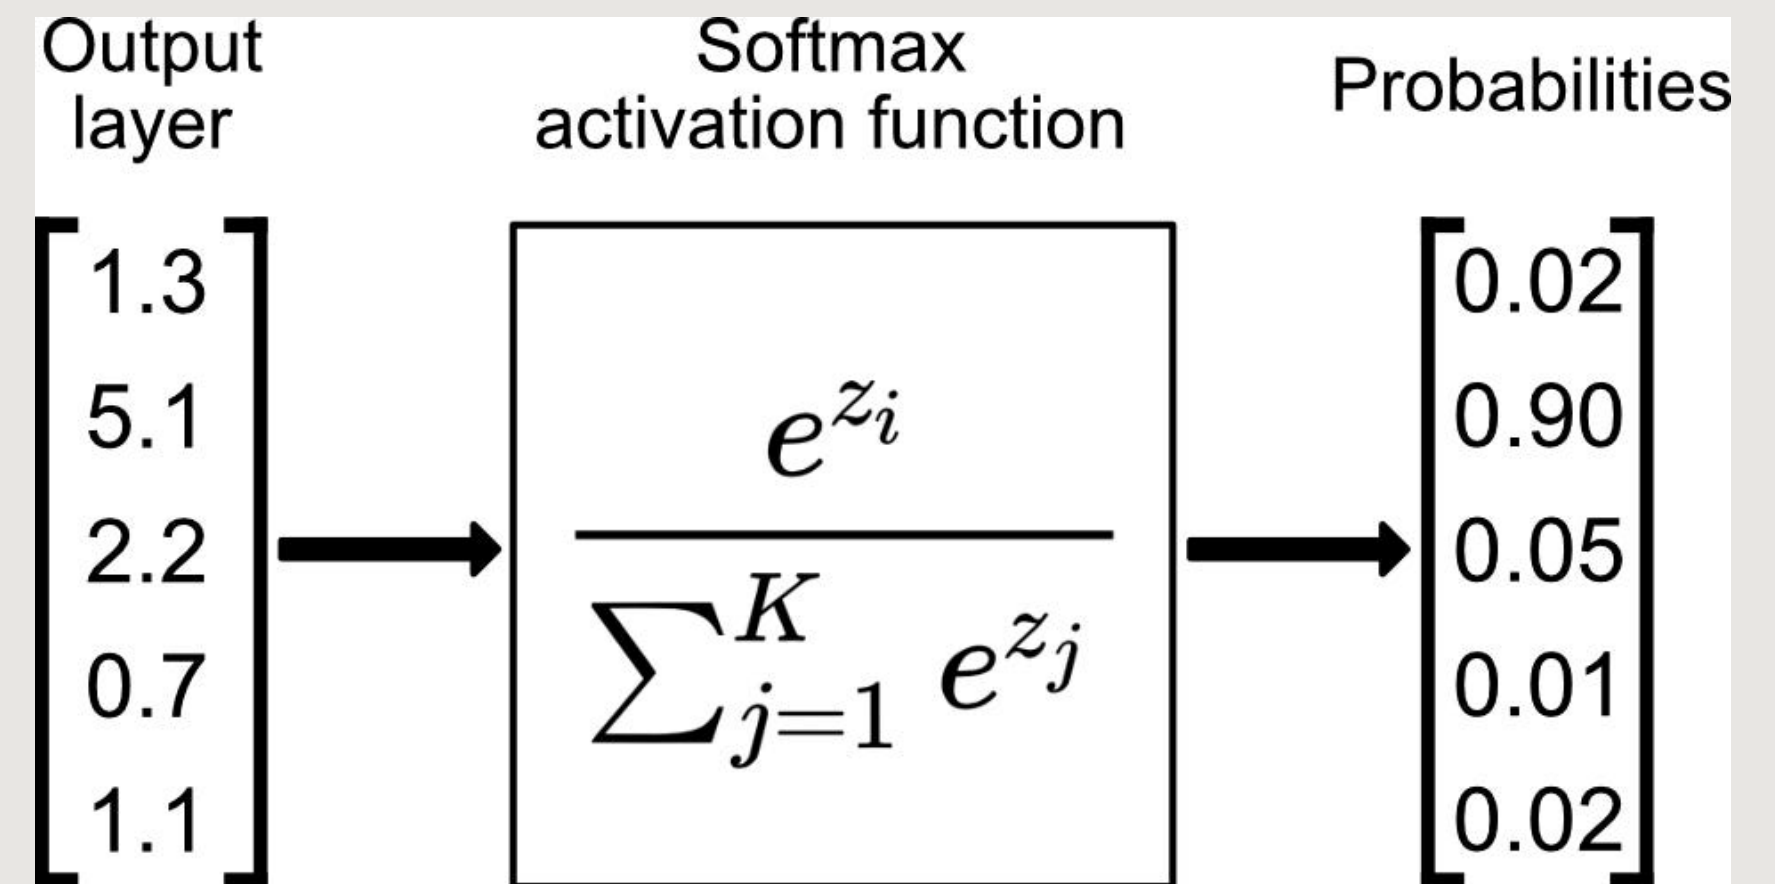 Output
layer
Softmax
activation function
Probabilities
1.3
5.1
2.2
0.7
1.1
e^{z_i}
∑_{j=1}^{K} e^{z_j}
0.02
0.90
0.05
0.01
0.02